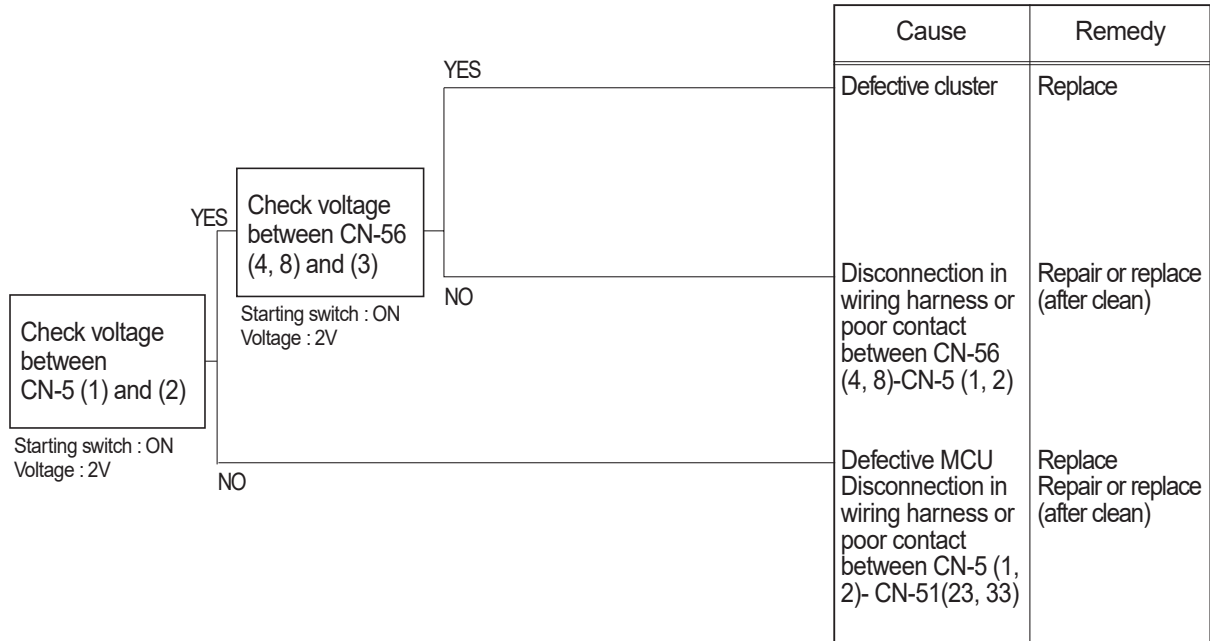 Cause
Remedy
YES
Defective cluster
Replace
YES
Check voltage
between CN-56
(4, 8) and (3)
Starting switch : ON
Voltage : 2V
NO
Disconnection in
wiring harness or
poor contact
between CN-56
(4, 8)-CN-5 (1, 2)
Repair or replace
(after clean)
Check voltage
between
CN-5 (1) and (2)
Starting switch : ON
Voltage : 2V
NO
Defective MCU
Disconnection in
wiring harness or
poor contact
between CN-5 (1,
2)- CN-51(23, 33)
Replace
Repair or replace
(after clean)